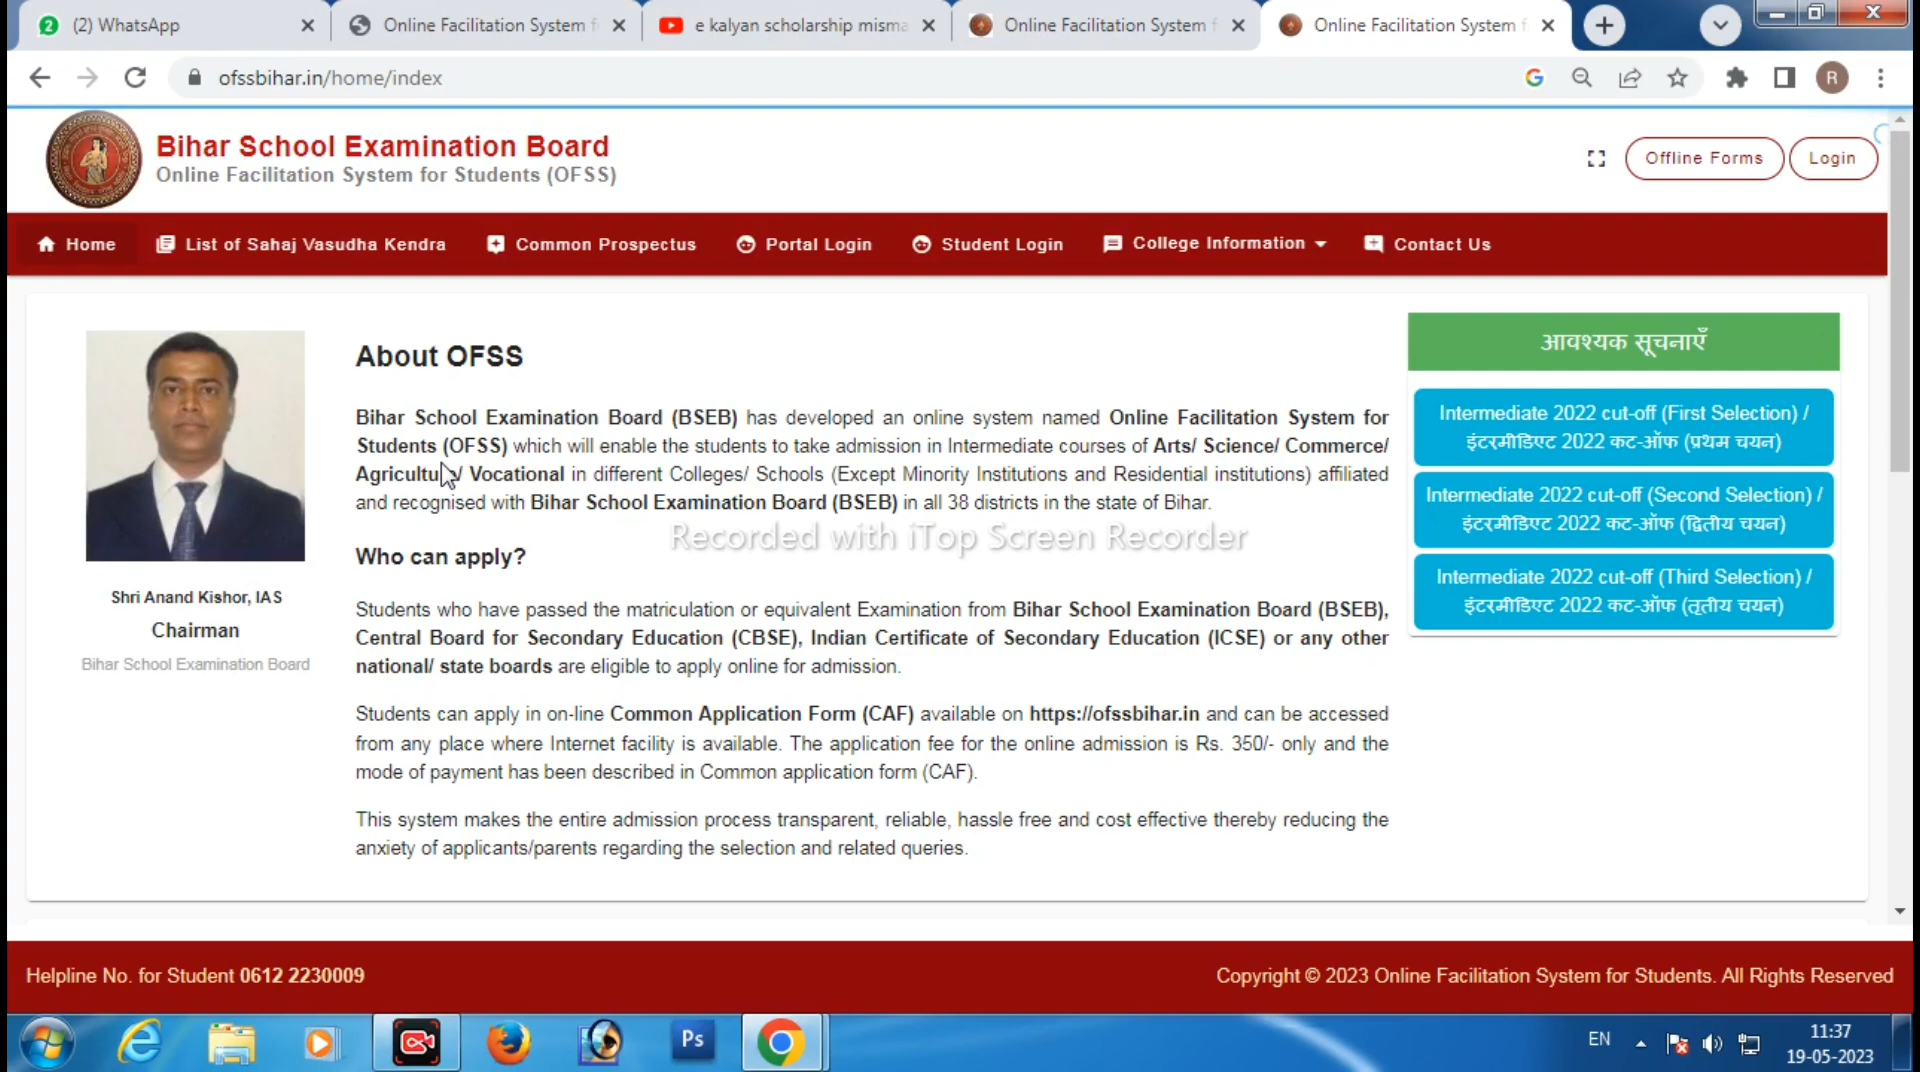 (2) WhatsApp
Online Facilitation System f
e kalyan scholarship misma
Online Facilitation System f
Online Facilitation System f
ofssbihar.in/home/index
R
Bihar School Examination Board
Online Facilitation System for Students (OFSS)
Offline Forms
Login
Home
List of Sahaj Vasudha Kendra
Common Prospectus
Portal Login
Student Login
College Information
Contact Us
About OFSS
Bihar School Examination Board (BSEB) has developed an online system named Online Facilitation System for
Students (OFSS) which will enable the students to take admission in Intermediate courses of Arts/ Science/ Commerce/
Agriculture/ Vocational in different Colleges/ Schools (Except Minority Institutions and Residential institutions) affiliated
and recognised with Bihar School Examination Board (BSEB) in all 38 districts in the state of Bihar.
Recorded with iTop Screen Recorder
Who can apply?
Students who have passed the matriculation or equivalent Examination from Bihar School Examination Board (BSEB),
Central Board for Secondary Education (CBSE), Indian Certificate of Secondary Education (ICSE) or any other
national/ state boards are eligible to apply online for admission.
Students can apply in on-line Common Application Form (CAF) available on https://ofssbihar.in and can be accessed
from any place where Internet facility is available. The application fee for the online admission is Rs. 350/- only and the
mode of payment has been described in Common application form (CAF).
This system makes the entire admission process transparent, reliable, hassle free and cost effective thereby reducing the
anxiety of applicants/parents regarding the selection and related queries.
Shri Anand Kishor, IAS
Chairman
Bihar School Examination Board
आवश्यक सूचनाएँ
Intermediate 2022 cut-off (First Selection) /
इंटरमीडिएट 2022 कट-ऑफ (प्रथम चयन)
Intermediate 2022 cut-off (Second Selection) /
इंटरमीडिएट 2022 कट-ऑफ (द्वितीय चयन)
Intermediate 2022 cut-off (Third Selection) /
इंटरमीडिएट 2022 कट-ऑफ (तृतीय चयन)
Helpline No. for Student 0612 2230009
Copyright © 2023 Online Facilitation System for Students. All Rights Reserved
Ps
EN
11:37
19-05-2023